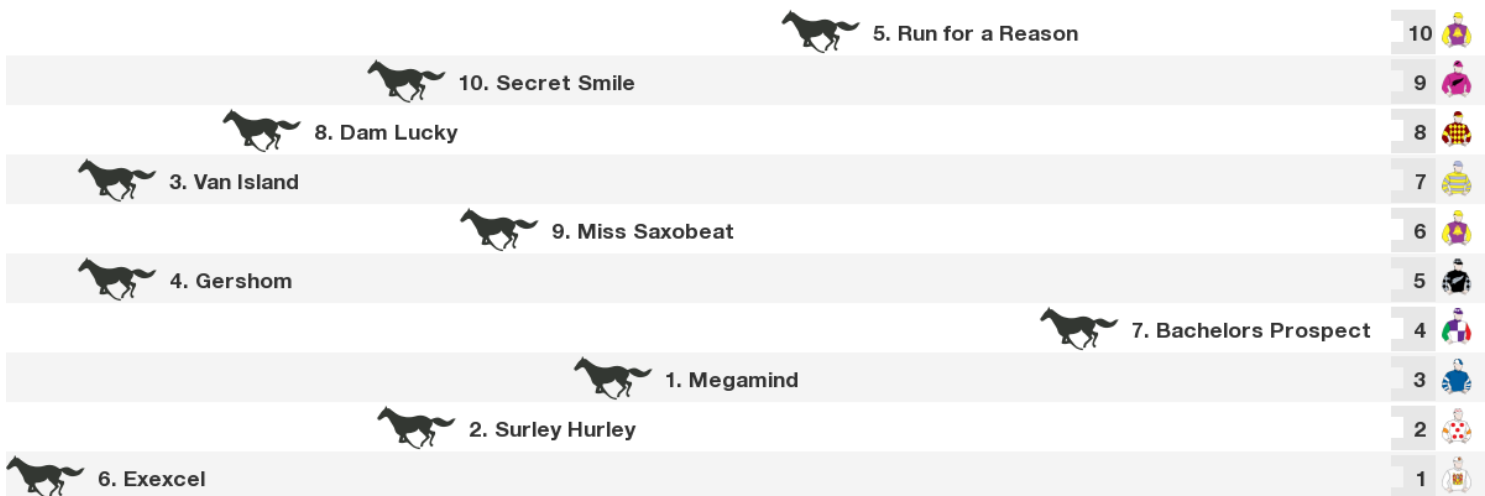 5. Run for a Reason 10
10. Secret Smile 9
8. Dam Lucky 8
3. Van Island 7
9. Miss Saxobeat 6
4. Gershom 5
7. Bachelors Prospect 4
1. Megamind 3
2. Surley Hurley 2
6. Exexcel 1